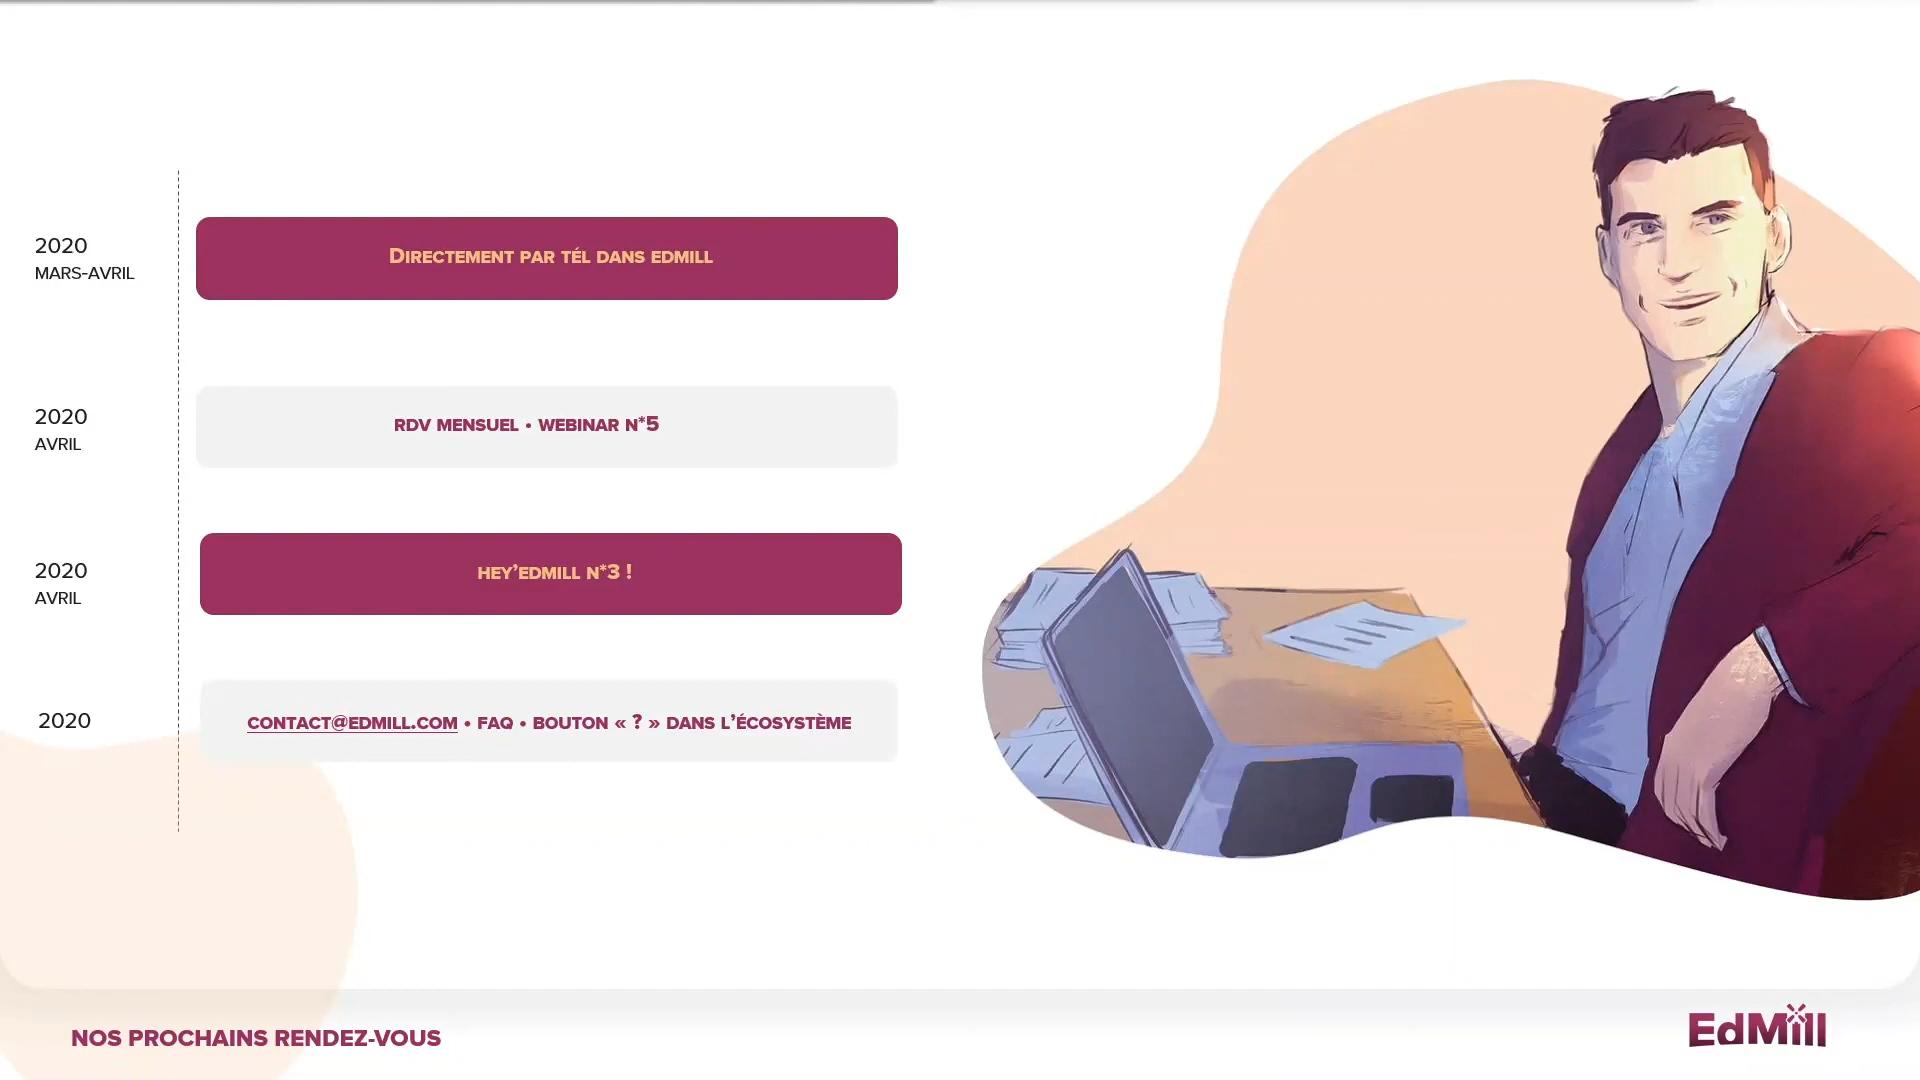 2020
MARS-AVRIL
Directement par tél dans edmill
2020
AVRIL
RDV MENSUEL • WEBINAR N°5
2020
AVRIL
HEY’EDMILL N°3 !
2020
CONTACT@EDMILL.COM • FAQ • BOUTON « ? » DANS L’ÉCOSYSTÈME
NOS PROCHAINS RENDEZ-VOUS
EdMill